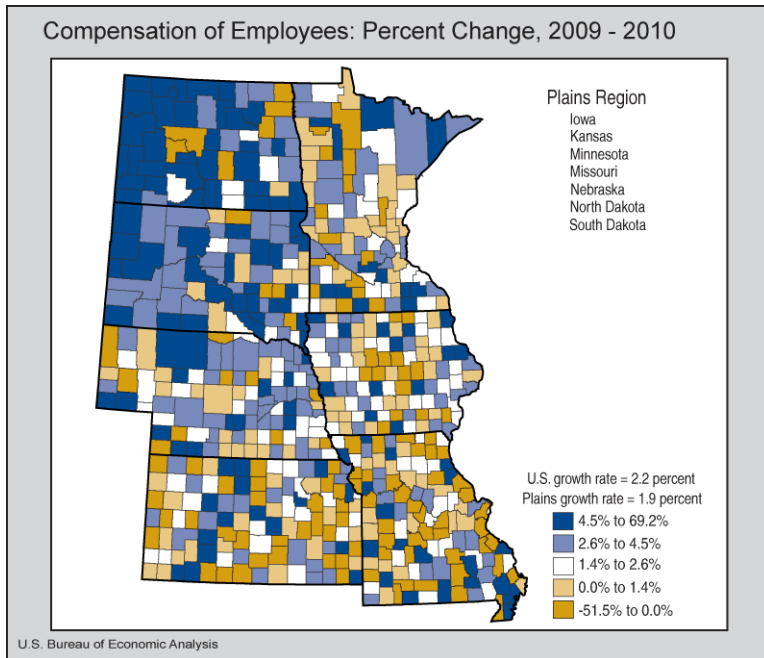 Compensation of Employees: Percent Change, 2009 - 2010
Plains Region
Iowa
Kansas
Minnesota
Missouri
Nebraska
North Dakota
South Dakota
U.S. growth rate = 2.2 percent
Plains growth rate = 1.9 percent
4.5% to 69.2%
2.6% to 4.5%
1.4% to 2.6%
0.0% to 1.4%
-51.5% to 0.0%
U.S. Bureau of Economic Analysis